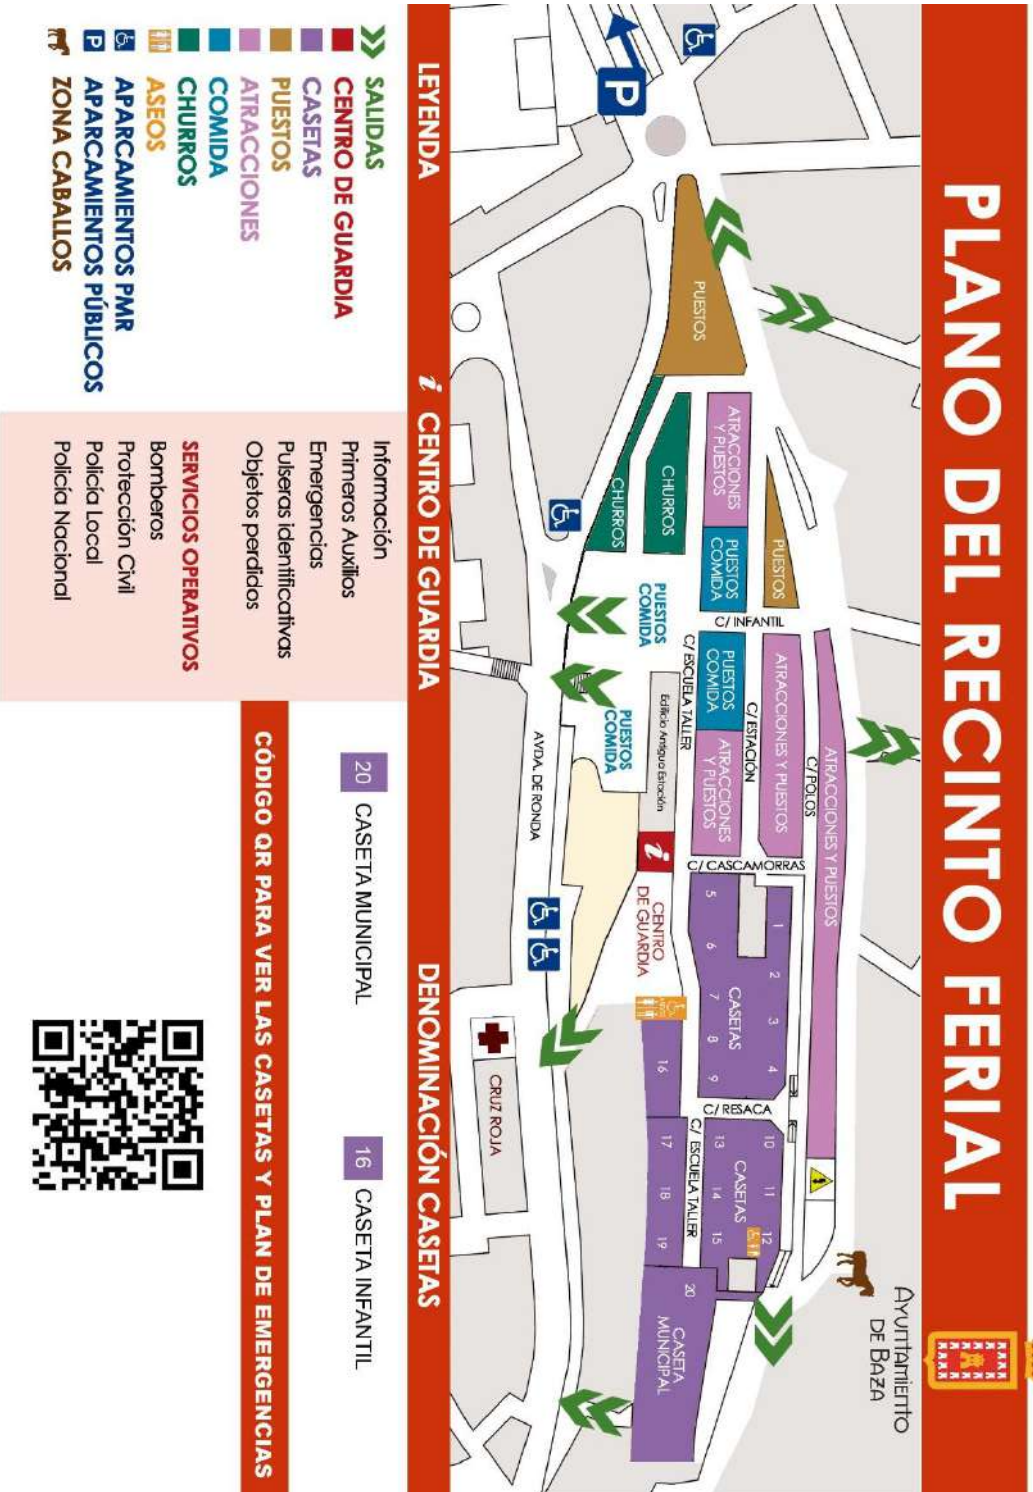 PLANO DEL RECINTO FERIAL
AYUNTAMIENTO
DE BAZA
P
PUESTOS
ATRACCIONES
Y PUESTOS
PUESTOS
COMIDA
PUESTOS
CHURROS
CHURROS
PUESTOS
COMIDA
C/ INFANTIL
C/ ESCUELA TALLER
PUESTOS
COMIDA
C/ ESTACIÓN
ATRACCIONES Y PUESTOS
C/ POLOS
ATRACCIONES Y PUESTOS
ATRACCIONES
Y PUESTOS
Edificio Antigua Estación
PUESTOS
COMIDA
AVDA. DE RONDA
i
CENTRO
DE GUARDIA
C/ CASCAMORRAS
1
2
3
4
CASETAS
5
6
7
8
9
C/ RESACA
10
11
12
CASETAS
13
14
15
C/ ESCUELA TALLER
16
17
18
19
20
CASETA
MUNICIPAL
CRUZ ROJA
LEYENDA
SALIDAS
CENTRO DE GUARDIA
CASETAS
PUESTOS
ATRACCIONES
COMIDA
CHURROS
ASEOS
APARCAMIENTOS PMR
P APARCAMIENTOS PÚBLICOS
ZONA CABALLOS
i CENTRO DE GUARDIA
Información
Primeros Auxilios
Emergencias
Pulseras identificativas
Objetos perdidos
SERVICIOS OPERATIVOS
Bomberos
Protección Civil
Policía Local
Policía Nacional
DENOMINACIÓN CASETAS
20 CASETA MUNICIPAL
16 CASETA INFANTIL
CÓDIGO QR PARA VER LAS CASETAS Y PLAN DE EMERGENCIAS